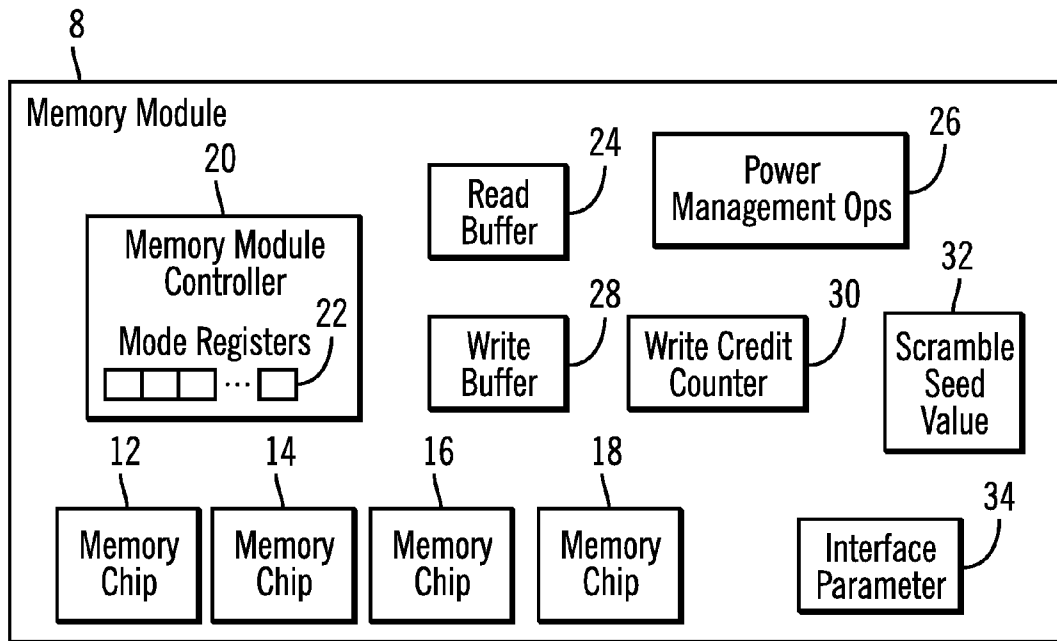 8
Memory Module
20
Memory Module
Controller
Mode Registers
22
...
24
Read
Buffer
26
Power
Management Ops
28
Write
Buffer
30
Write Credit
Counter
32
Scramble
Seed
Value
12
Memory
Chip
14
Memory
Chip
16
Memory
Chip
18
Memory
Chip
34
Interface
Parameter